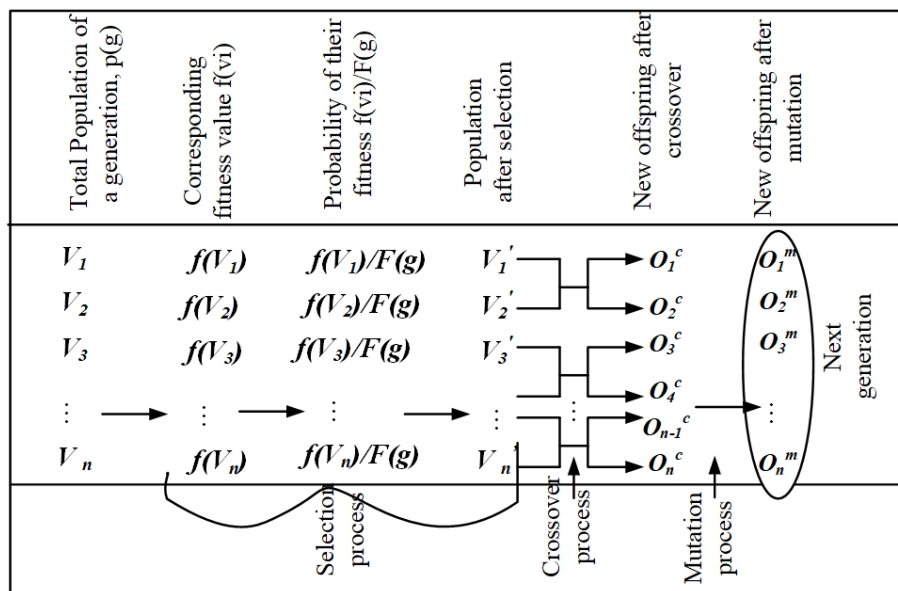 Total Population of
a generation, p(g)
Corresponding
fitness value f(vi)
Probability of their
fitness f(vi)/F(g)
Population
after selection
New offspring after
crossover
New offspring after
mutation
V₁ f(V₁) f(V₁)/F(g) V₁' O₁ᶜ O₁ᵐ
V₂ f(V₂) f(V₂)/F(g) V₂' O₂ᶜ O₂ᵐ
V₃ f(V₃) f(V₃)/F(g) V₃' O₃ᶜ O₃ᵐ
O₄ᶜ
⋮ ⋮ ⋮ ⋮ ⋮ Oₙ₋₁ᶜ ⋮
Vₙ f(Vₙ) f(Vₙ)/F(g) Vₙ' Oₙᶜ Oₙᵐ
Next
generation
Selection
process
Crossover
process
Mutation
process